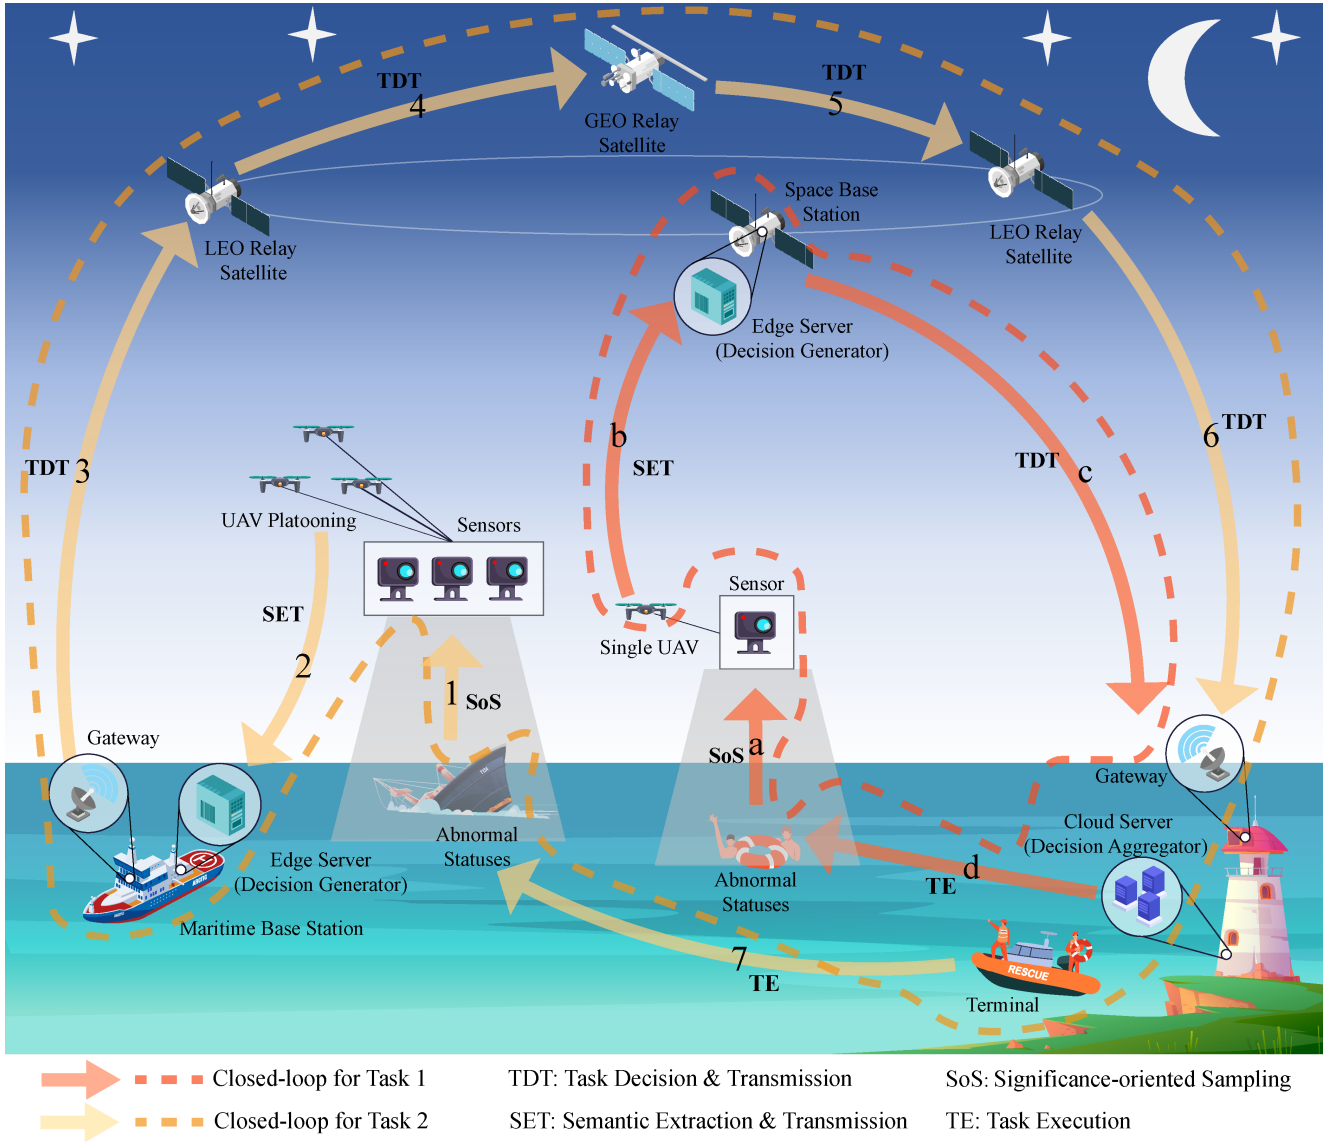 TDT
4
TDT
5
GEO Relay
Satellite
LEO Relay
Satellite
Space Base
Station
LEO Relay
Satellite
Edge Server
(Decision Generator)
TDT 3
b
SET
TDT
c
6 TDT
UAV Platooning
Sensors
SET
2
Sensor
Single UAV
1 SoS
SoS a
Gateway
Gateway
Abnormal
Statuses
Edge Server
(Decision Generator)
Maritime Base Station
Cloud Server
(Decision Aggregator)
Abnormal
Statuses
d
TE
7
TE
RESCUE
Terminal
Closed-loop for Task 1
TDT: Task Decision & Transmission
SoS: Significance-oriented Sampling
Closed-loop for Task 2
SET: Semantic Extraction & Transmission
TE: Task Execution